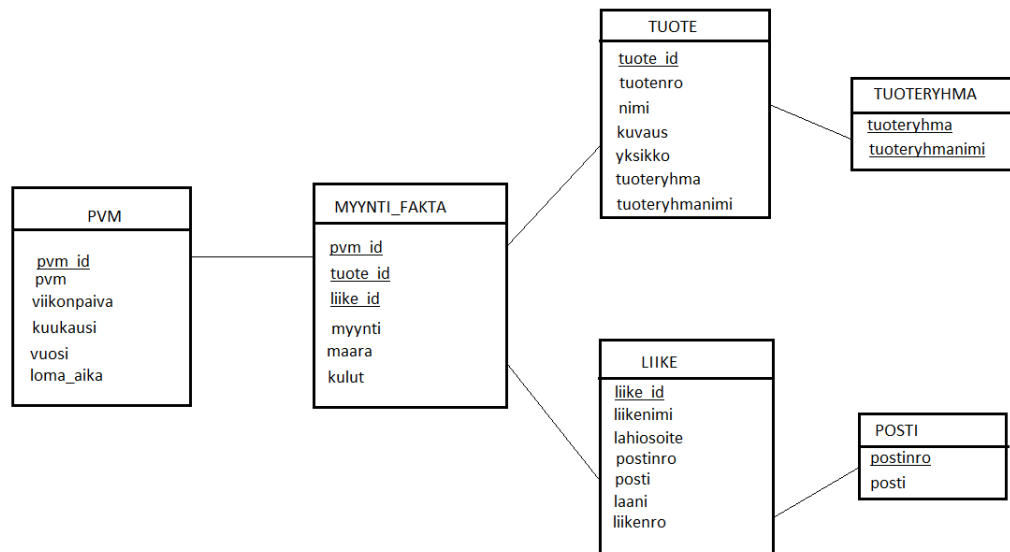 PVM
pvm_id
pvm
viikonpaiva
kuukausi
vuosi
loma_aika
MYYNTI_FAKTA
pvm_id
tuote_id
liike_id
myynti
maara
kulut
TUOTE
tuote_id
tuotenro
nimi
kuvaus
yksikko
tuoteryhma
tuoteryhmanimi
TUOTERYHMA
tuoteryhma
tuoteryhmanimi
LIIKE
liike_id
liikenimi
lahiosoite
postinro
posti
laani
liikenro
POSTI
postinro
posti